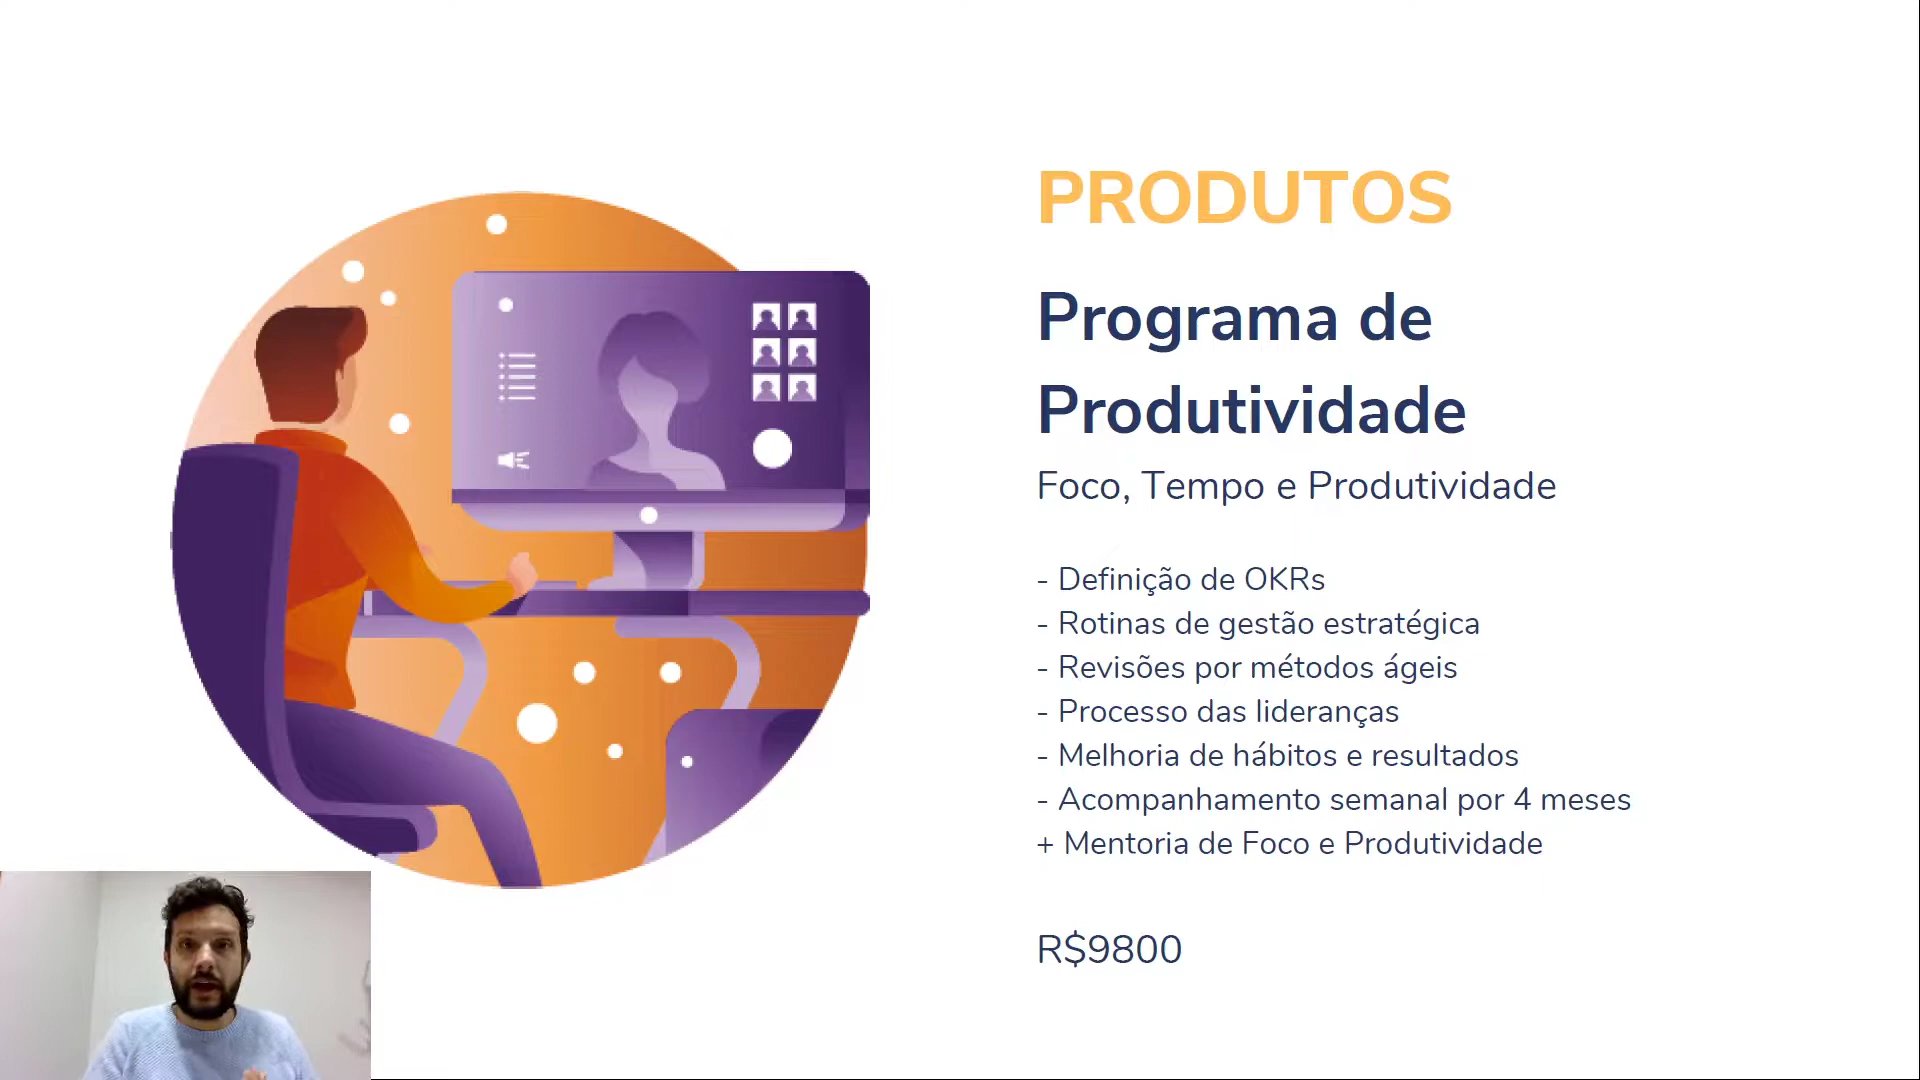 PRODUTOS
Programa de
Produtividade
Foco, Tempo e Produtividade
- Definição de OKRs
- Rotinas de gestão estratégica
- Revisões por métodos ágeis
- Processo das lideranças
- Melhoria de hábitos e resultados
- Acompanhamento semanal por 4 meses
+ Mentoria de Foco e Produtividade
R$9800